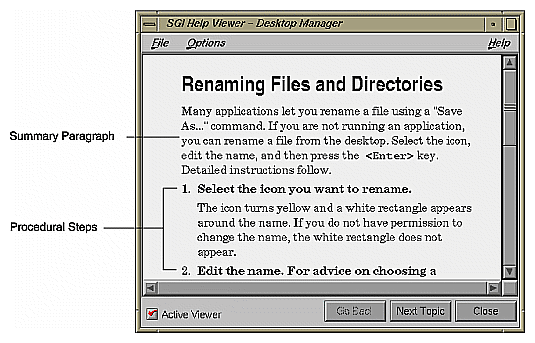 SGI Help Viewer – Desktop Manager
File Options Help
Renaming Files and Directories
Many applications let you rename a file using a "Save
As..." command. If you are not running an application,
you can rename a file from the desktop. Select the icon,
edit the name, and then press the <Enter> key.
Detailed instructions follow.
Summary Paragraph
1. Select the icon you want to rename.
The icon turns yellow and a white rectangle appears
around the name. If you do not have permission to
change the name, the white rectangle does not
appear.
Procedural Steps
2. Edit the name. For advice on choosing a
Active Viewer Go Back Next Topic Close